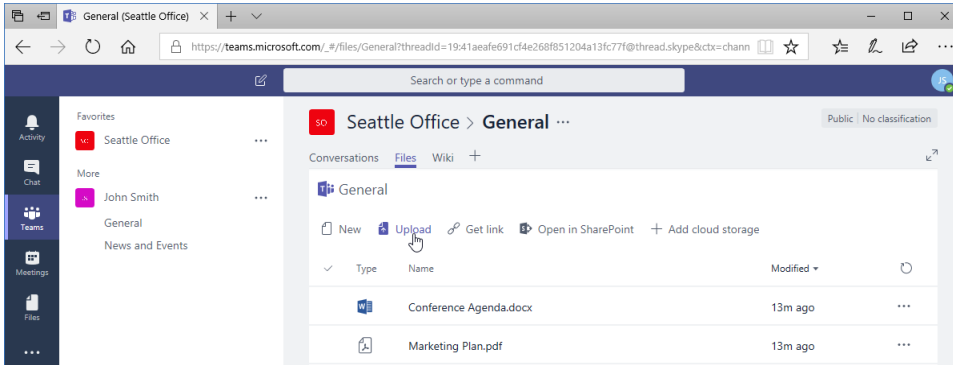 General (Seattle Office)
https://teams.microsoft.com/_#/files/General?threadId=19:41aeafe691cf4e268f851204a13fc77f@thread.skype&ctx=chann
Search or type a command
JS
Activity
Chat
Teams
Meetings
Files
Favorites
Seattle Office
More
John Smith
General
News and Events
SO Seattle Office > General
Public No classification
Conversations Files Wiki
General
New Upload Get link Open in SharePoint Add cloud storage
Type Name Modified
Conference Agenda.docx 13m ago
Marketing Plan.pdf 13m ago